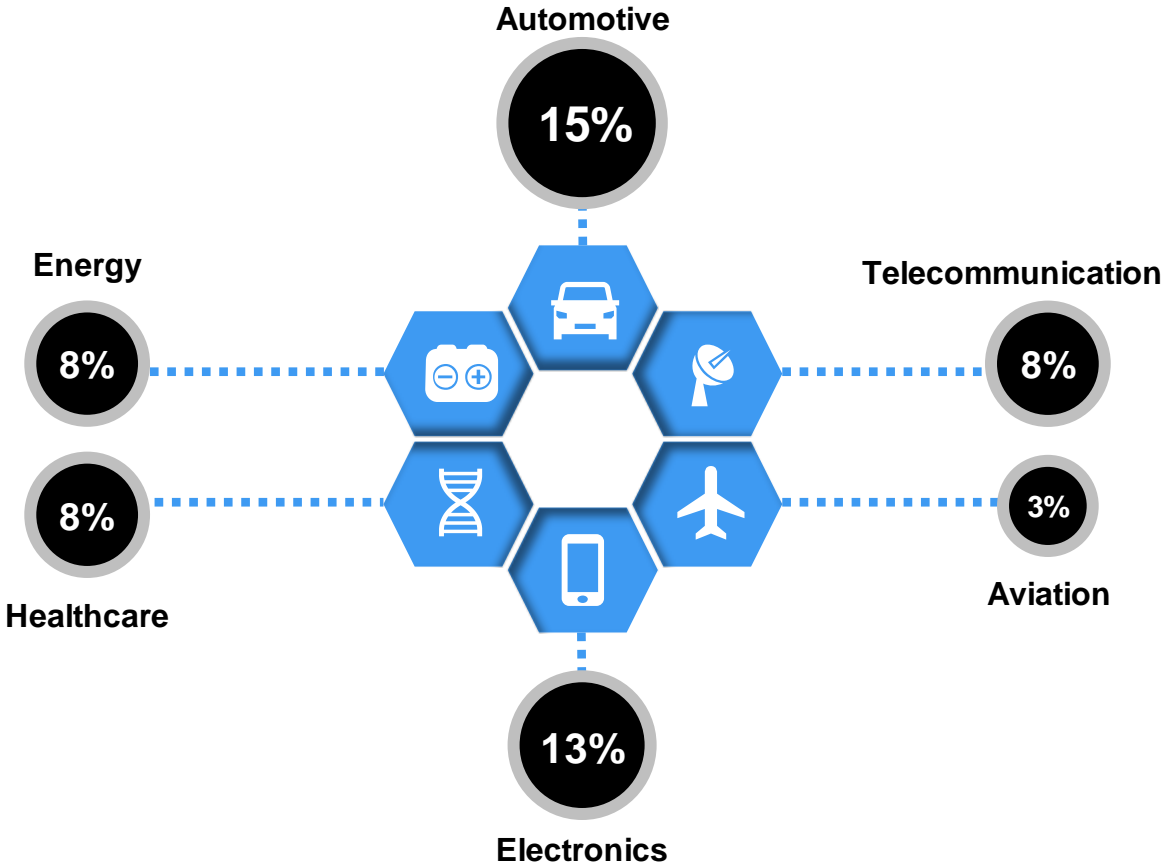 Automotive
15%
Energy
8%
Telecommunication
8%
8%
Healthcare
3%
Aviation
13%
Electronics